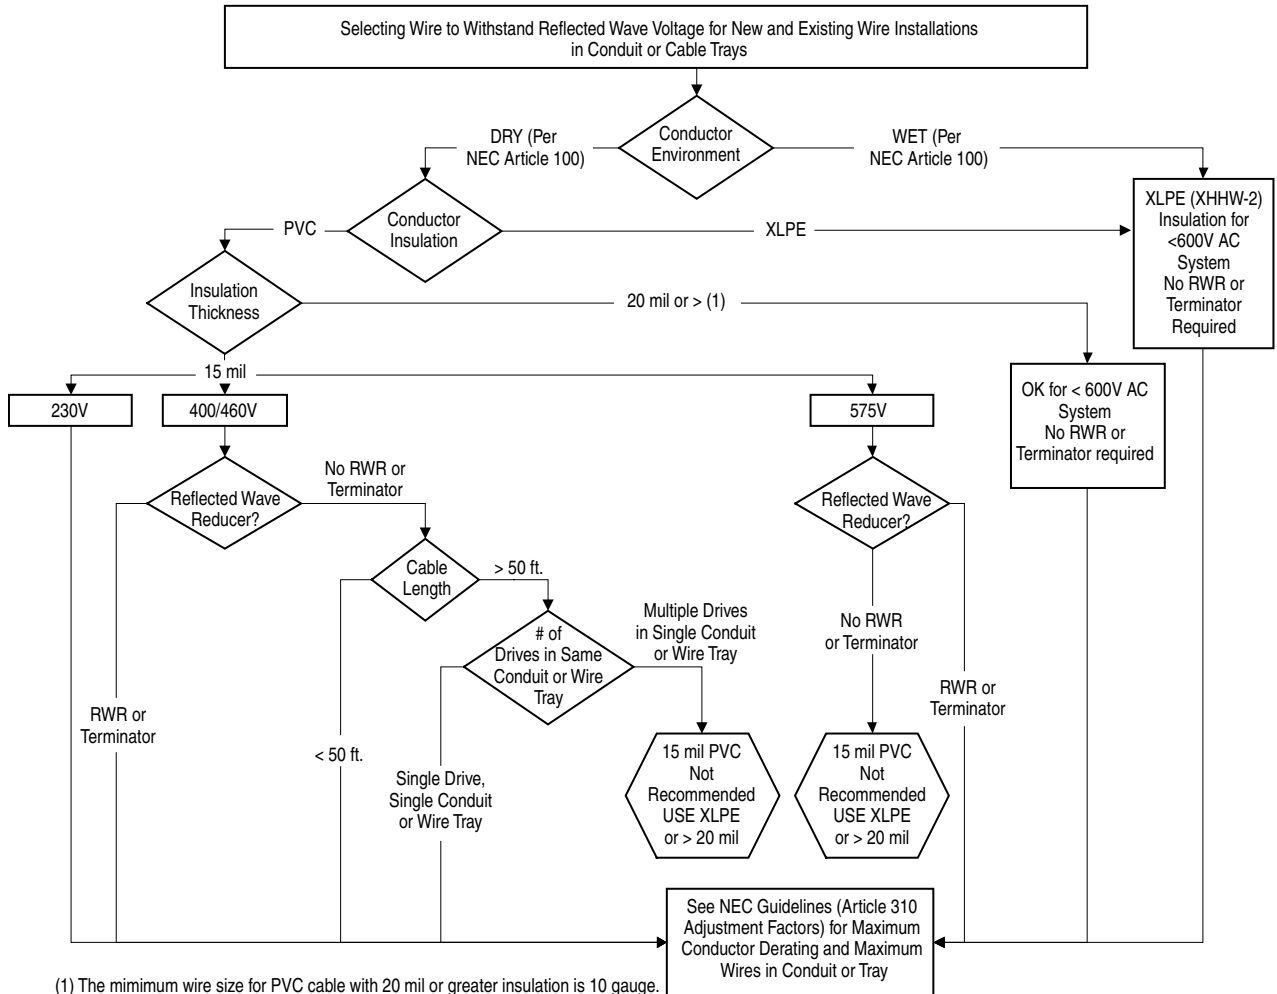 Selecting Wire to Withstand Reflected Wave Voltage for New and Existing Wire Installations
in Conduit or Cable Trays
Conductor
Environment
DRY (Per
NEC Article 100)
WET (Per
NEC Article 100)
Conductor
Insulation
PVC
XLPE
XLPE (XHHW-2)
Insulation for
<600V AC
System
No RWR or
Terminator
Required
Insulation
Thickness
20 mil or > (1)
15 mil
230V
400/460V
575V
OK for < 600V AC
System
No RWR or
Terminator required
Reflected Wave
Reducer?
No RWR or
Terminator
Reflected Wave
Reducer?
Cable
Length
> 50 ft.
# of
Drives in Same
Conduit or Wire
Tray
Multiple Drives
in Single Conduit
or Wire Tray
No RWR
or Terminator
RWR or
Terminator
RWR or
Terminator
< 50 ft.
Single Drive,
Single Conduit
or Wire Tray
15 mil PVC
Not
Recommended
USE XLPE
or > 20 mil
15 mil PVC
Not
Recommended
USE XLPE
or > 20 mil
See NEC Guidelines (Article 310
Adjustment Factors) for Maximum
Conductor Derating and Maximum
Wires in Conduit or Tray
(1) The mimimum wire size for PVC cable with 20 mil or greater insulation is 10 gauge.